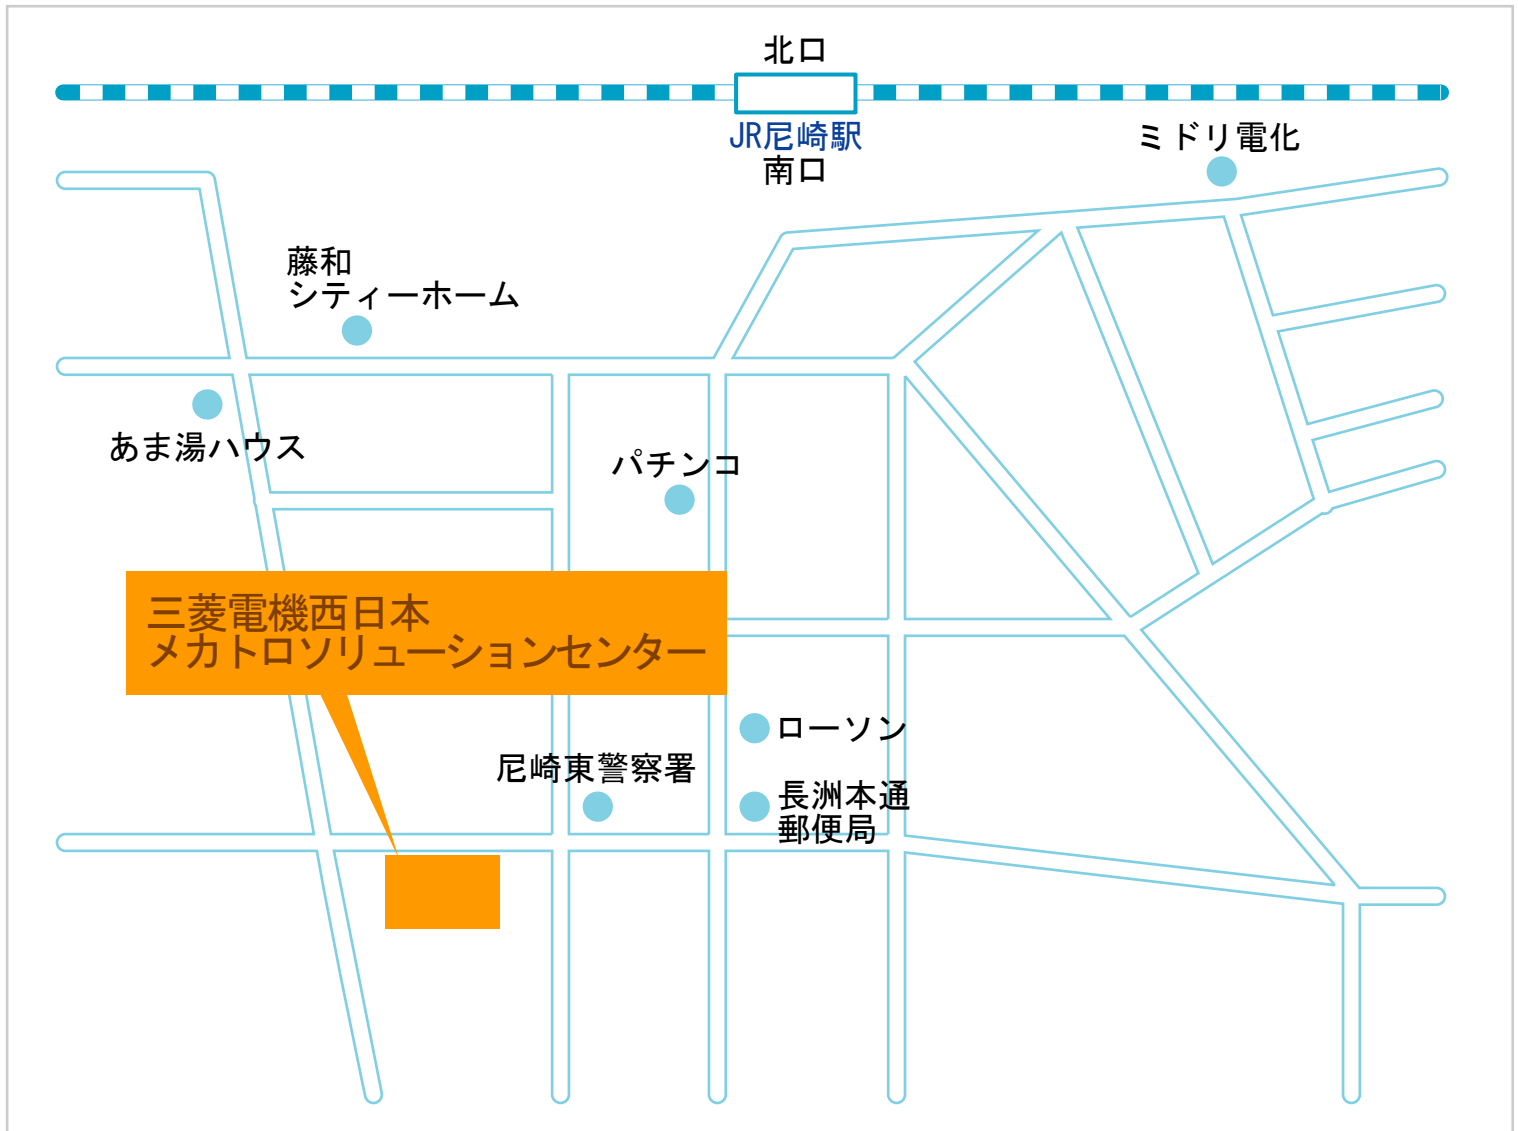 北口
JR尼崎駅
南口
ミドリ電化
藤和
シティーホーム
あま湯ハウス
パチンコ
三菱電機西日本
メカトロソリューションセンター
ローソン
尼崎東警察署
長洲本通
郵便局